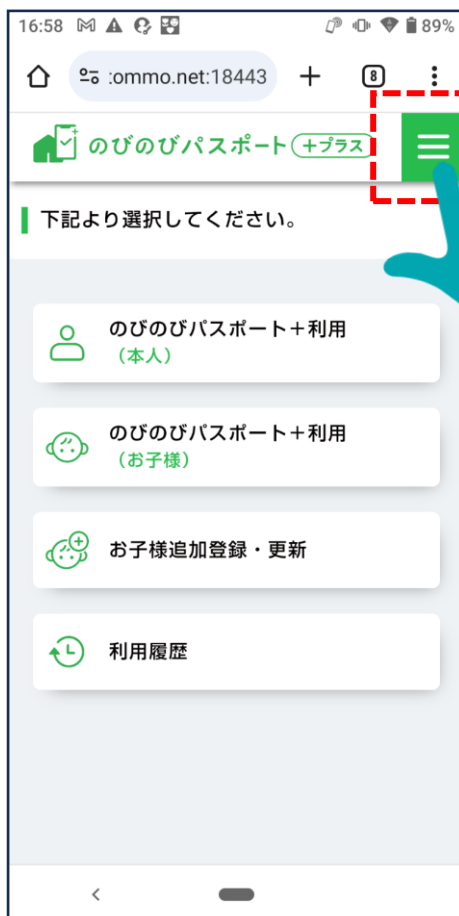 16:58 89%
:ommo.net:18443 8
のびのびパスポート +プラス
下記より選択してください。
のびのびパスポート＋利用
（本人）
のびのびパスポート＋利用
（お子様）
お子様追加登録・更新
利用履歴